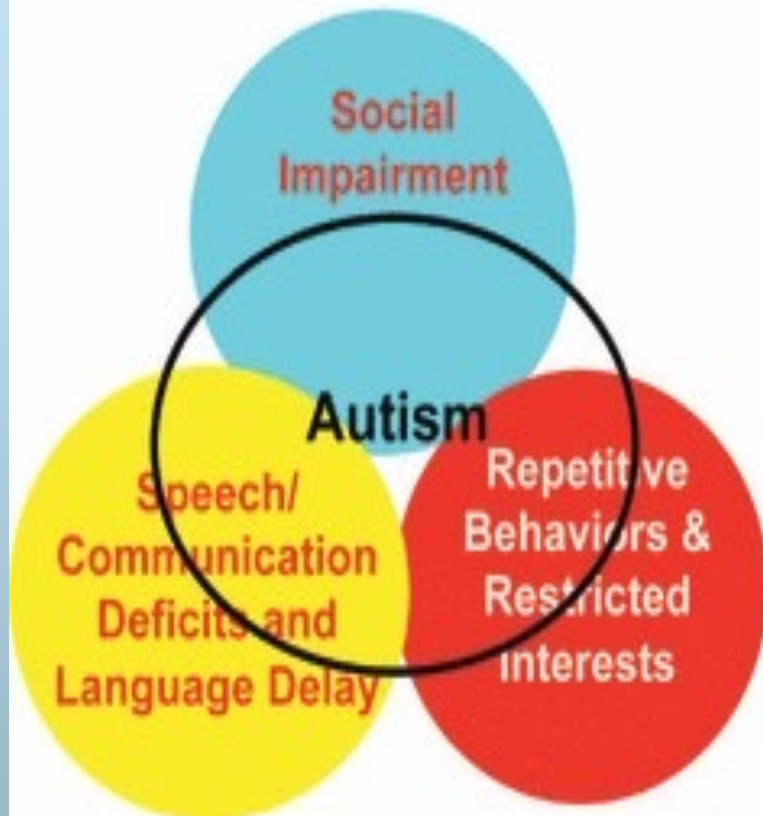 Social
Impairment
Autism
Speech/
Communication
Deficits and
Language Delay
Repetitive
Behaviors &
Restricted
interests